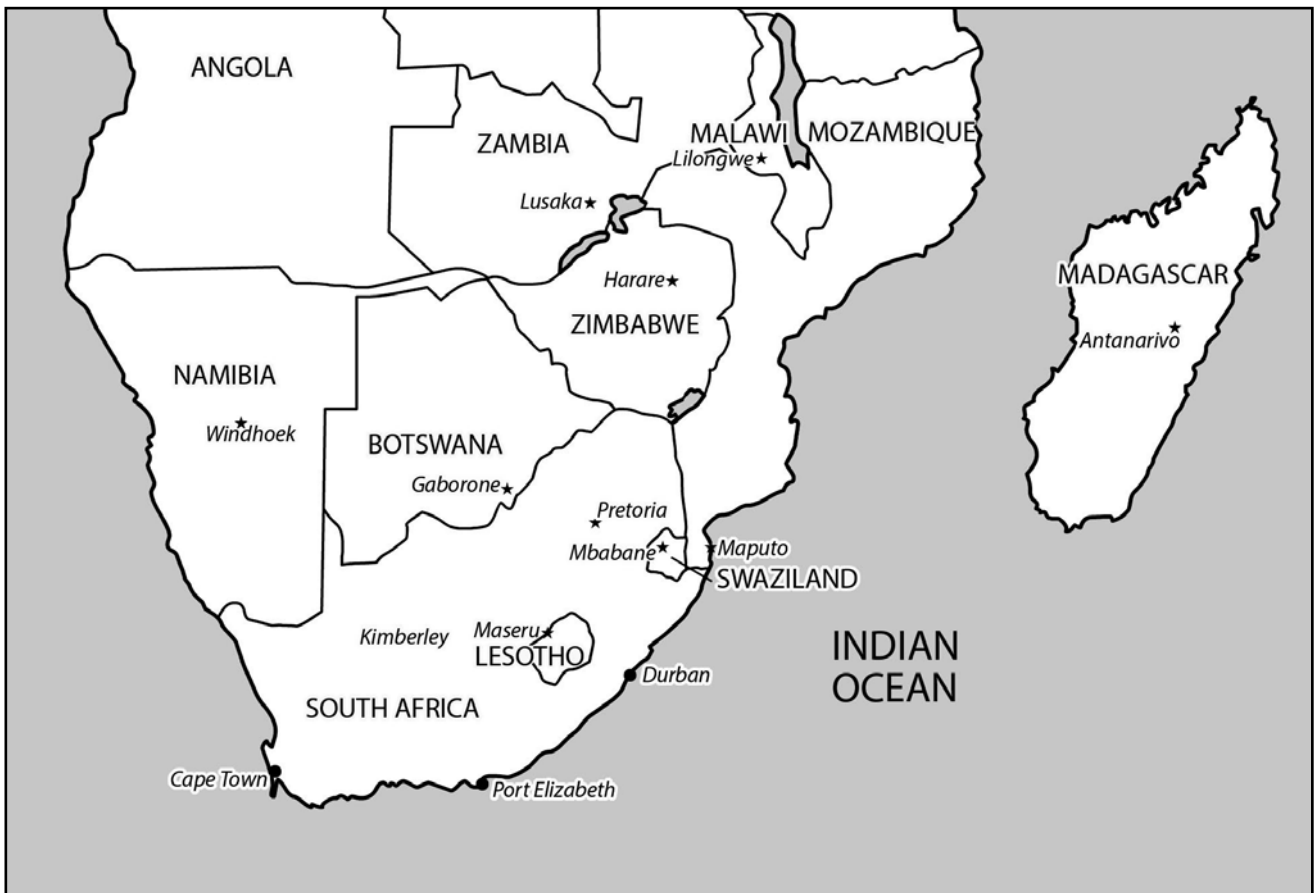 ANGOLA
ZAMBIA
MALAWI
MOZAMBIQUE
Lilongwe
Lusaka
Harare
MADAGASCAR
ZIMBABWE
Antanarivo
NAMIBIA
Windhoek
BOTSWANA
Gaborone
Pretoria
Mbabane
Maputo
SWAZILAND
Kimberley
Maseru
LESOTHO
INDIAN
OCEAN
Durban
SOUTH AFRICA
Cape Town
Port Elizabeth